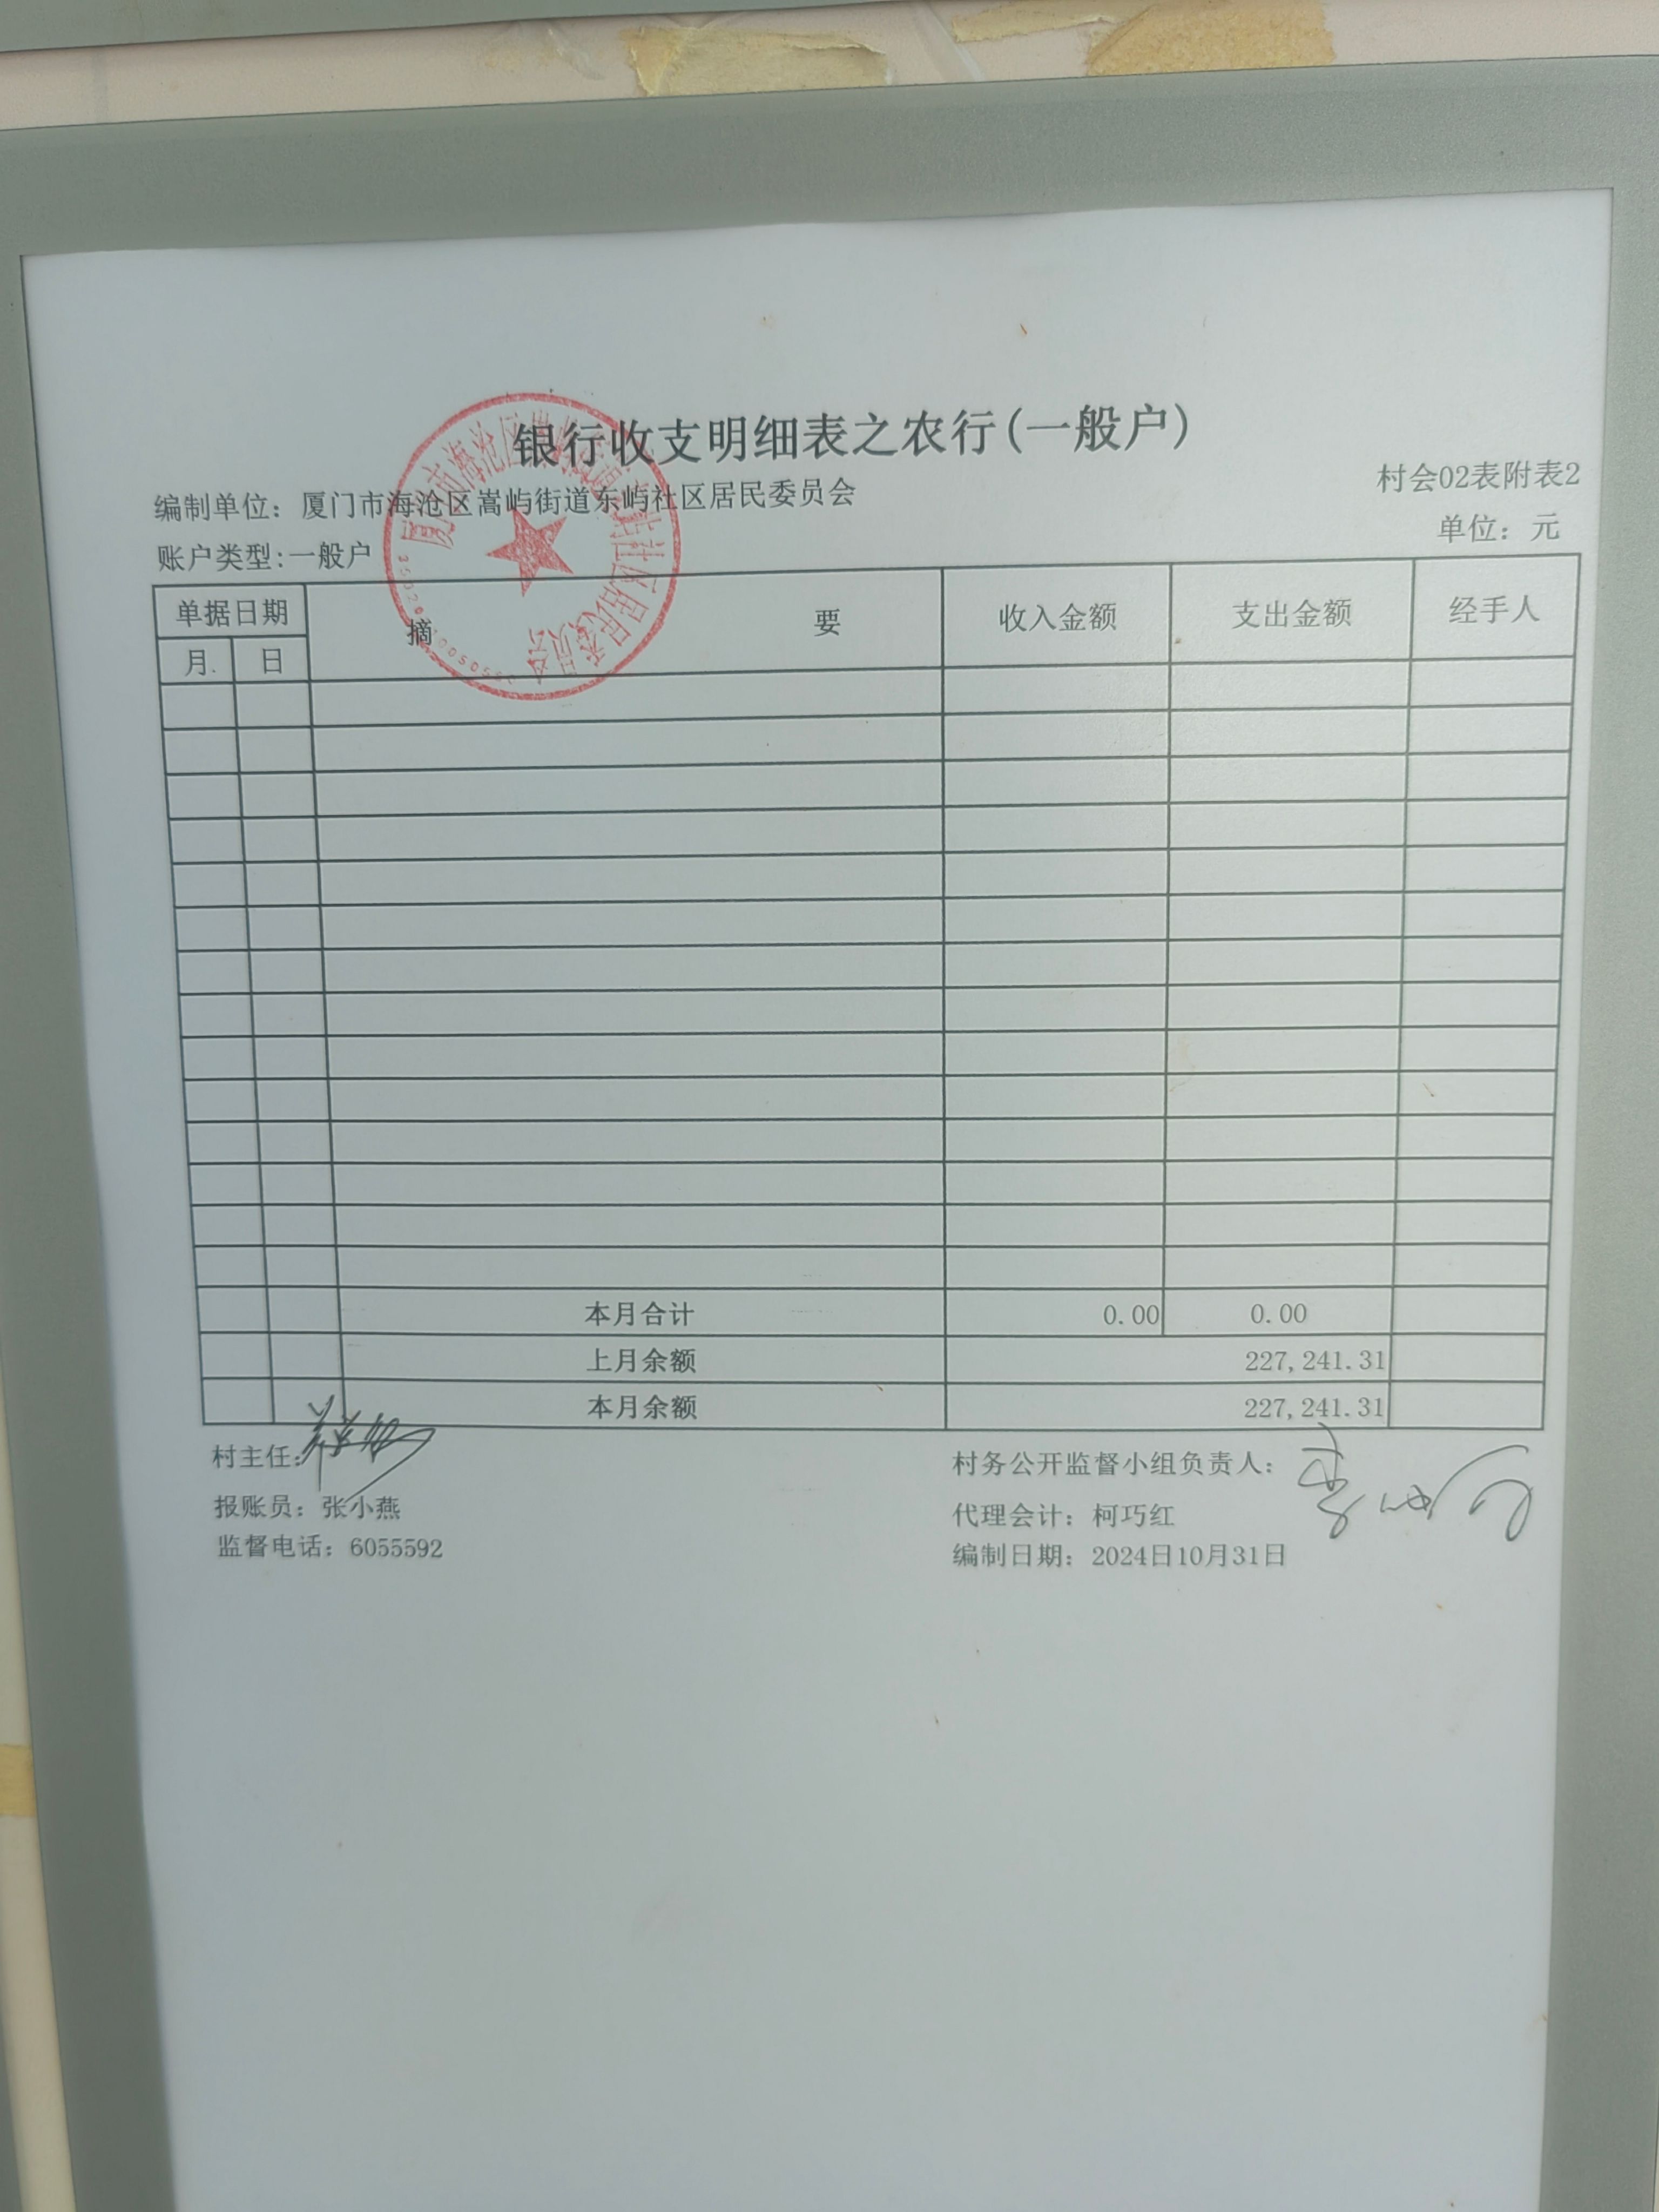 银行收支明细表之农行(一般户)
村会02表附表2
编制单位：厦门市海沧区嵩屿街道东屿社区居民委员会
单位：元
账户类型:一般户
单据日期 摘 要 收入金额 支出金额 经手人
月 日
本月合计 0.00 0.00
上月余额 227,241.31
本月余额 227,241.31
村主任： 村务公开监督小组负责人：
报账员：张小燕 代理会计：柯巧红
监督电话：6055592 编制日期：2024日10月31日